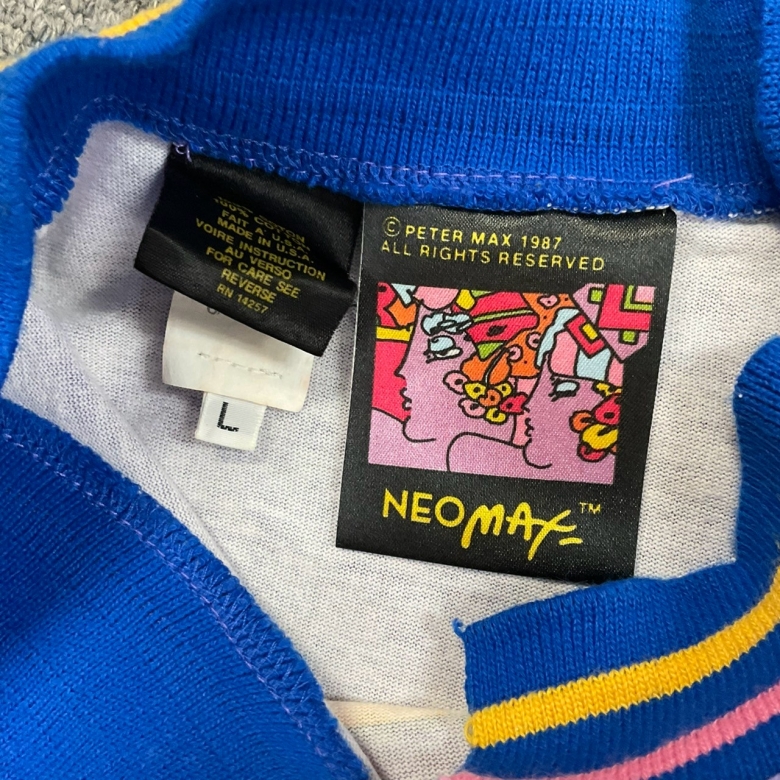 100% COTTON
FAIT A' U.S.A.
MADE IN U.S.A.
VOIRE INSTRUCTION
AU VERSO
FOR CARE SEE
REVERSE
RN 14257
L
© PETER MAX 1987
ALL RIGHTS RESERVED
NEOMAX™